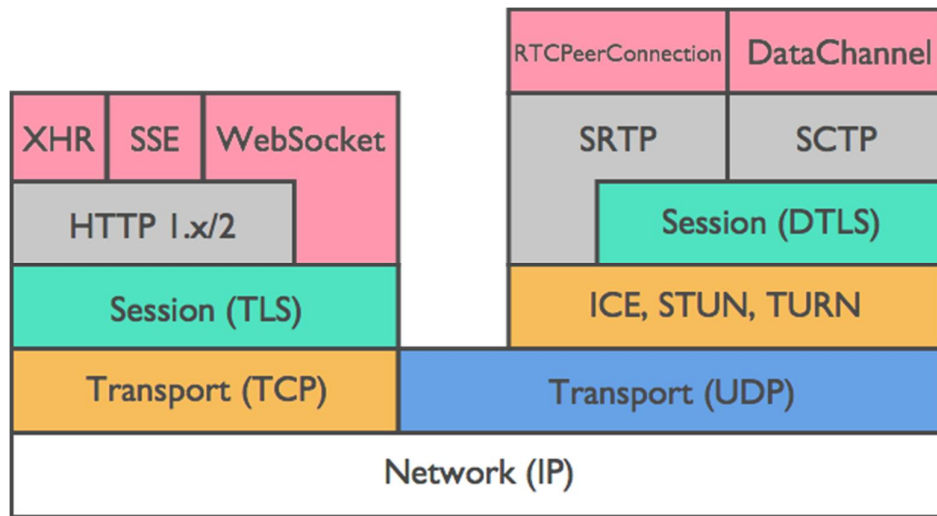 RTCPeerConnection DataChannel
XHR SSE WebSocket SRTP SCTP
HTTP 1.x/2 Session (DTLS)
Session (TLS) ICE, STUN, TURN
Transport (TCP) Transport (UDP)
Network (IP)